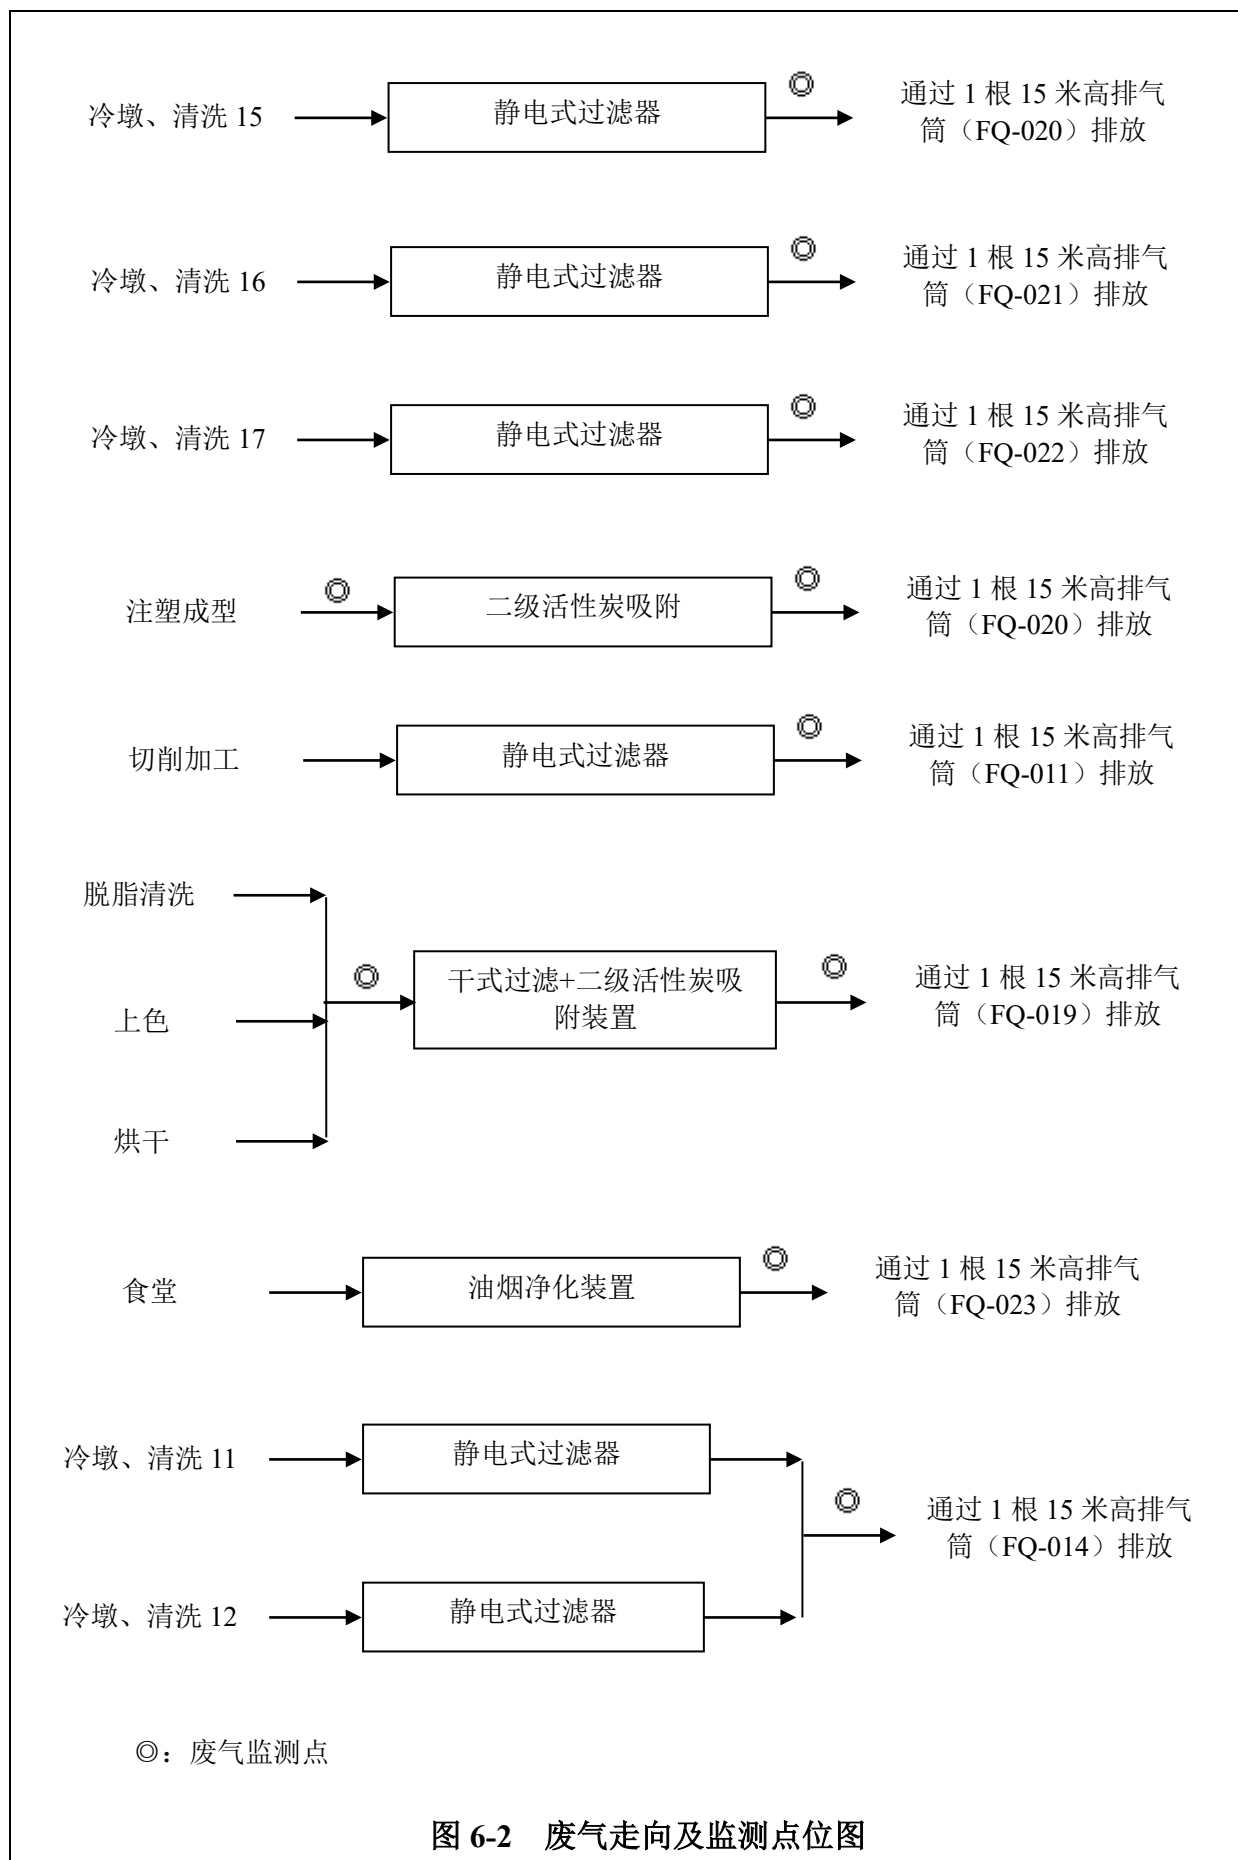 ◎
冷墩、清洗 15
静电式过滤器
通过 1 根 15 米高排气
筒（FQ-020）排放
◎
冷墩、清洗 16
静电式过滤器
通过 1 根 15 米高排气
筒（FQ-021）排放
◎
冷墩、清洗 17
静电式过滤器
通过 1 根 15 米高排气
筒（FQ-022）排放
◎
◎
注塑成型
二级活性炭吸附
通过 1 根 15 米高排气
筒（FQ-020）排放
◎
切削加工
静电式过滤器
通过 1 根 15 米高排气
筒（FQ-011）排放
脱脂清洗
上色
烘干
◎
干式过滤+二级活性炭吸
附装置
◎
通过 1 根 15 米高排气
筒（FQ-019）排放
◎
食堂
油烟净化装置
通过 1 根 15 米高排气
筒（FQ-023）排放
冷墩、清洗 11
静电式过滤器
冷墩、清洗 12
静电式过滤器
◎
通过 1 根 15 米高排气
筒（FQ-014）排放
◎：废气监测点
图 6-2 废气走向及监测点位图